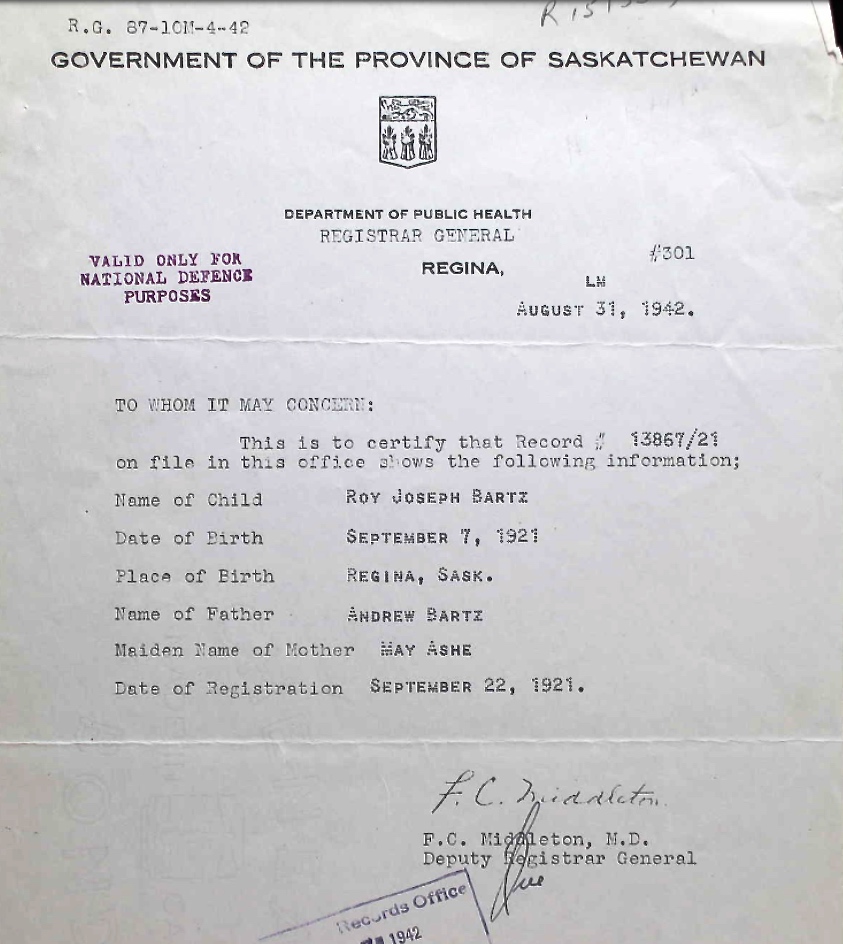 R.G. 87-10M-4-42
GOVERNMENT OF THE PROVINCE OF SASKATCHEWAN
DEPARTMENT OF PUBLIC HEALTH
REGISTRAR GENERAL
#301
VALID ONLY FOR
NATIONAL DEFENCE
PURPOSES
REGINA,
LM
AUGUST 31, 1942.
TO WHOM IT MAY CONCERN:
This is to certify that Record # 13867/21
on file in this office shows the following information;
Name of Child ROY JOSEPH BARTZ
Date of Birth SEPTEMBER 7, 1921
Place of Birth REGINA, SASK.
Name of Father ANDREW BARTZ
Maiden Name of Mother MAY ASHE
Date of Registration SEPTEMBER 22, 1921.
F. C. Middleton.
F.C. Middleton, M.D.
Deputy Registrar General
Records Office
1942